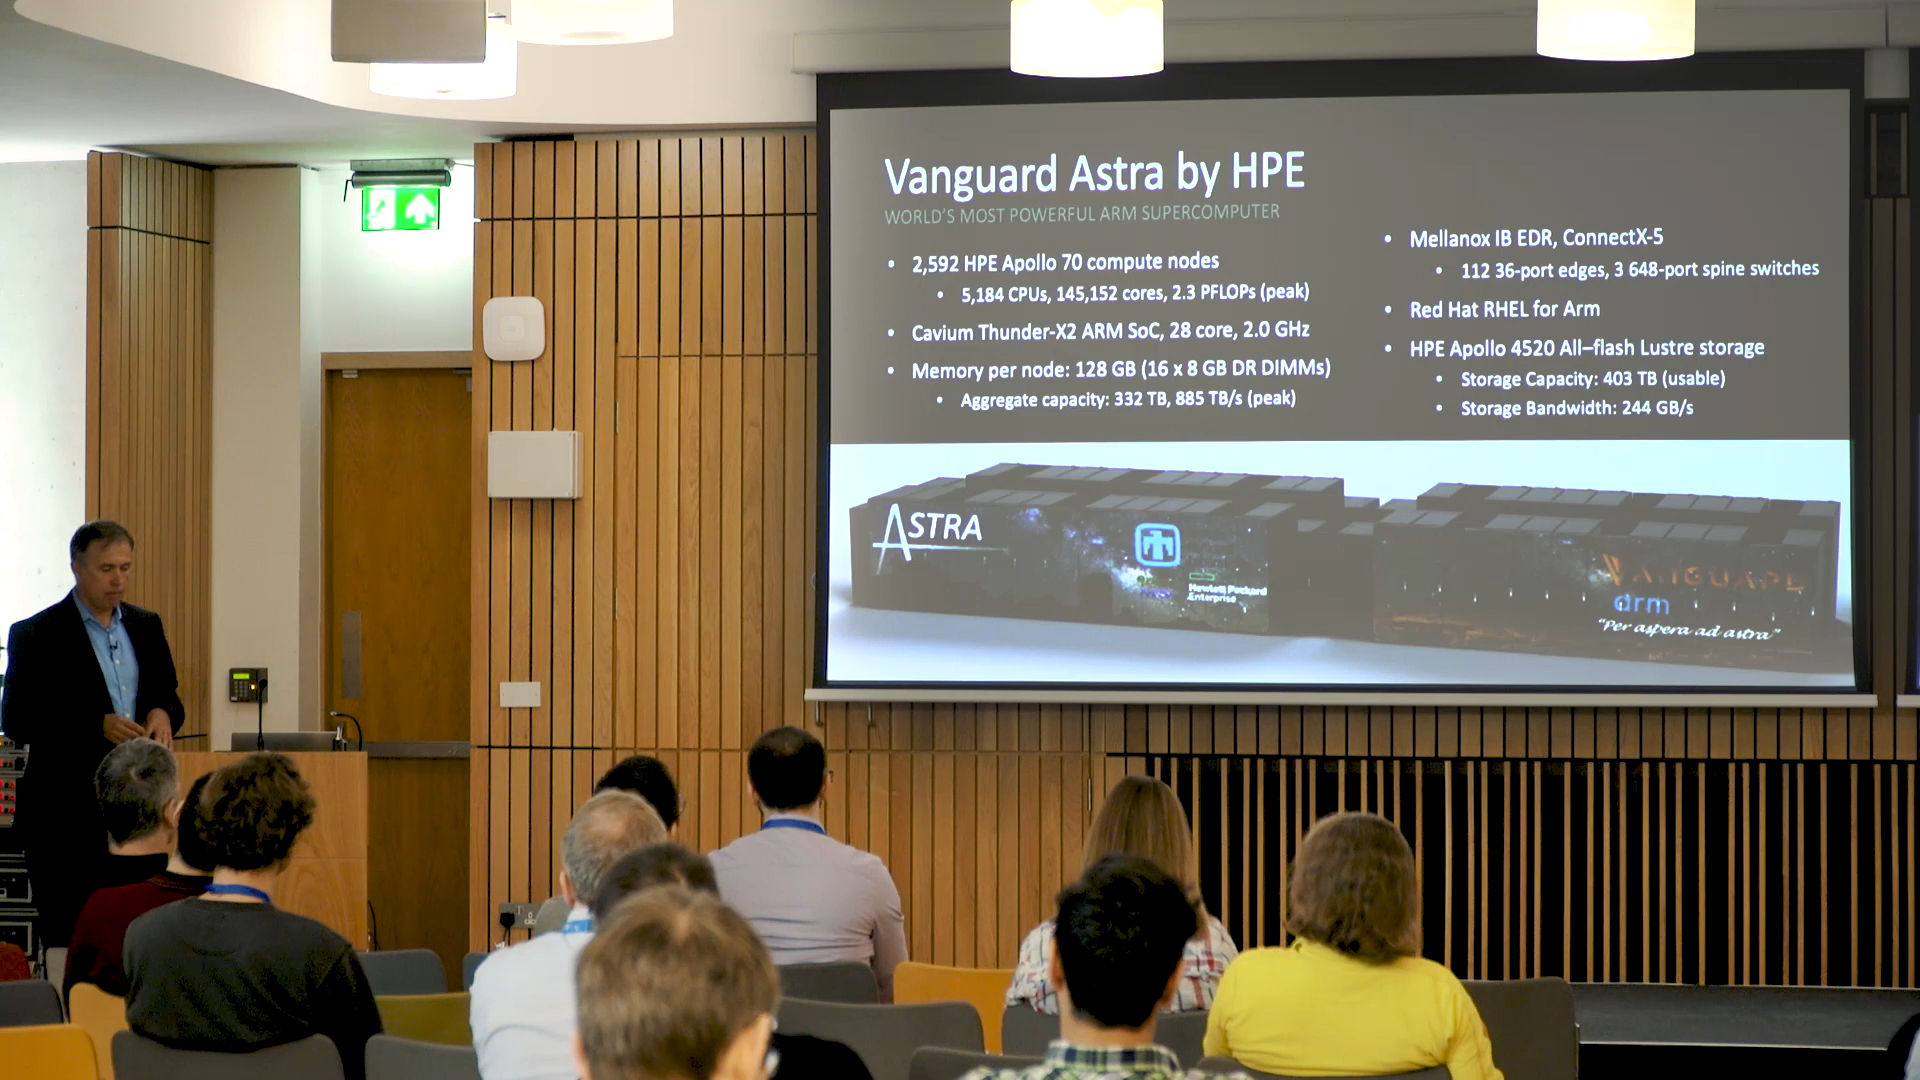 Vanguard Astra by HPE
WORLD'S MOST POWERFUL ARM SUPERCOMPUTER
• 2,592 HPE Apollo 70 compute nodes
• 5,184 CPUs, 145,152 cores, 2.3 PFLOPs (peak)
• Cavium Thunder-X2 ARM SoC, 28 core, 2.0 GHz
• Memory per node: 128 GB (16 x 8 GB DR DIMMs)
• Aggregate capacity: 332 TB, 885 TB/s (peak)
• Mellanox IB EDR, ConnectX-5
• 112 36-port edges, 3 648-port spine switches
• Red Hat RHEL for Arm
• HPE Apollo 4520 All–flash Lustre storage
• Storage Capacity: 403 TB (usable)
• Storage Bandwidth: 244 GB/s
ASTRA
Hewlett Packard
Enterprise
VANGUARD
arm
"Per aspera ad astra"